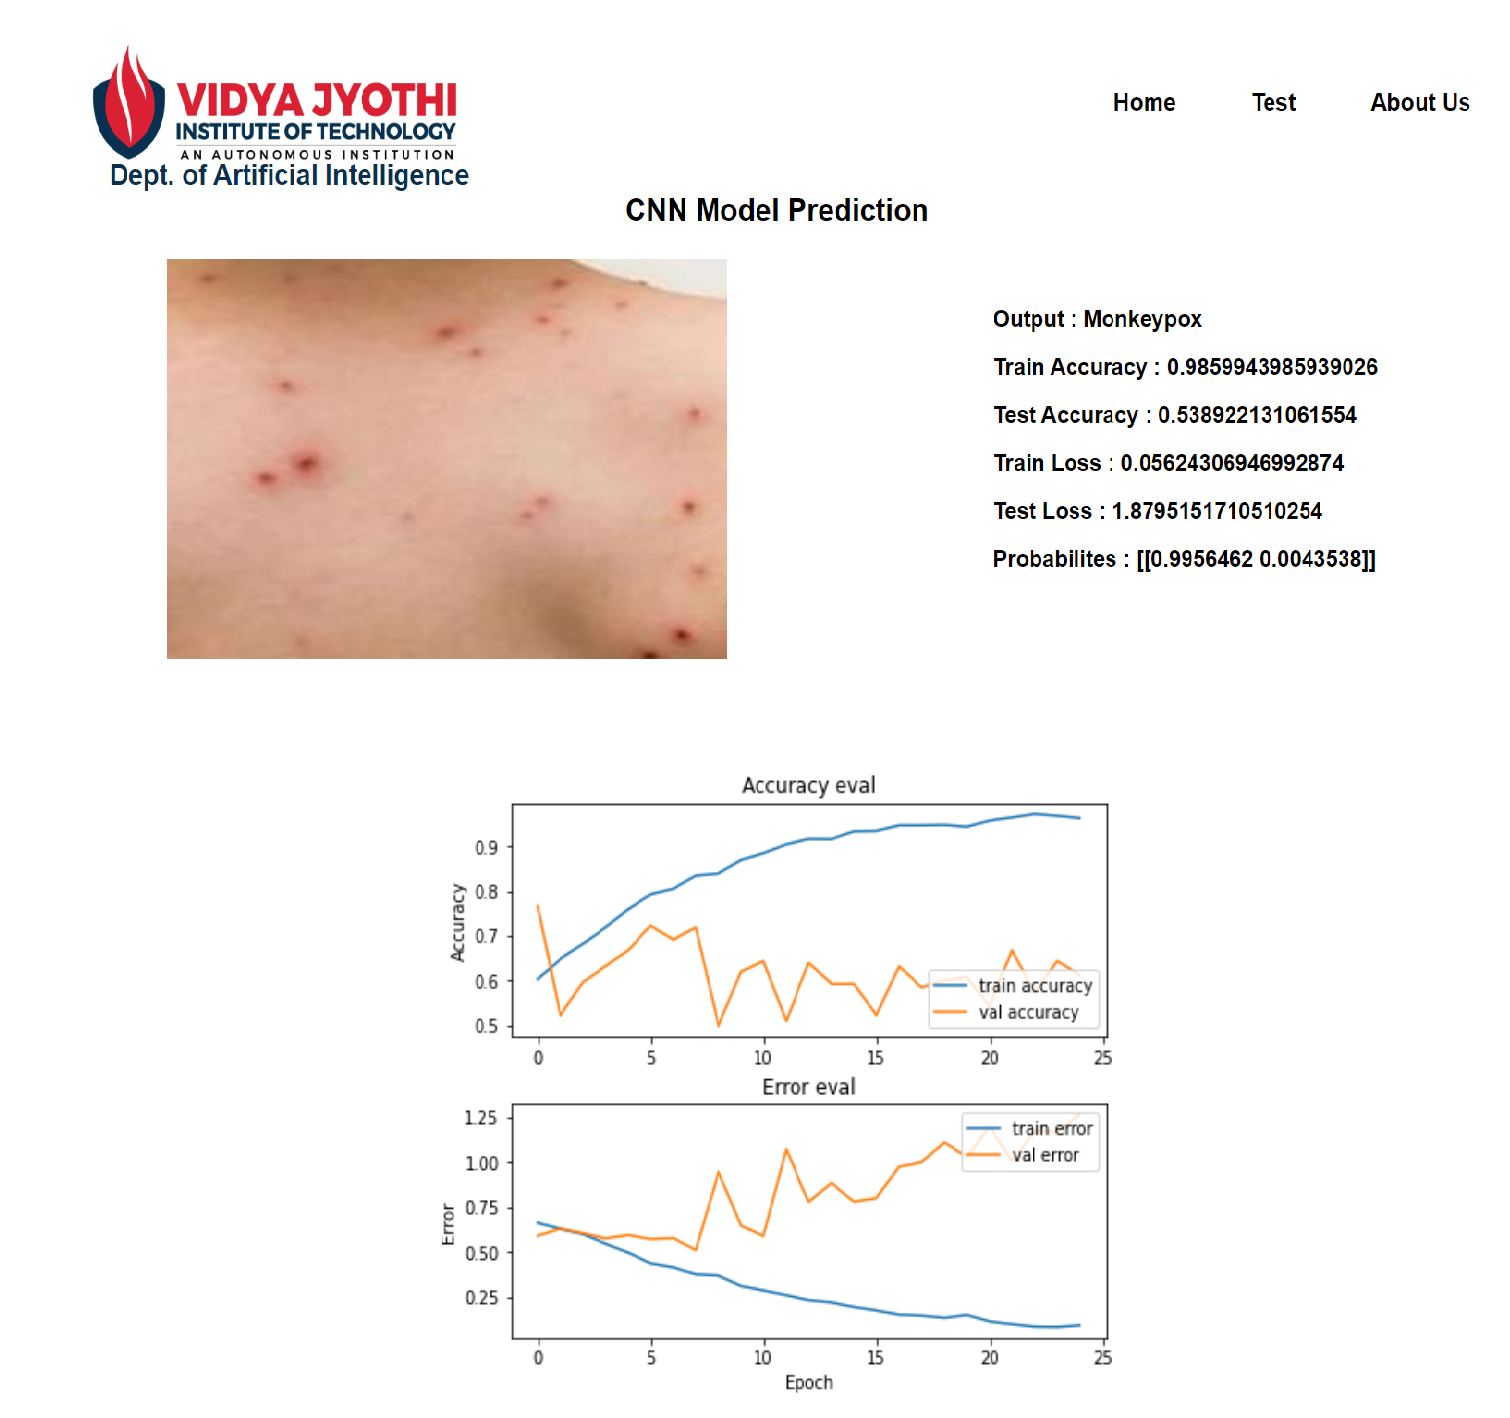 VIDYA JYOTHI
INSTITUTE OF TECHNOLOGY
AN AUTONOMOUS INSTITUTION
Dept. of Artificial Intelligence
Home Test About Us
CNN Model Prediction
Output : Monkeypox
Train Accuracy : 0.9859943985939026
Test Accuracy : 0.538922131061554
Train Loss : 0.05624306946992874
Test Loss : 1.8795151710510254
Probabilites : [[0.9956462 0.0043538]]
Accuracy eval
Accuracy
0.9
0.8
0.7
0.6
0.5
train accuracy
val accuracy
0 5 10 15 20 25
Error eval
Error
1.25
1.00
0.75
0.50
0.25
train error
val error
0 5 10 15 20 25
Epoch